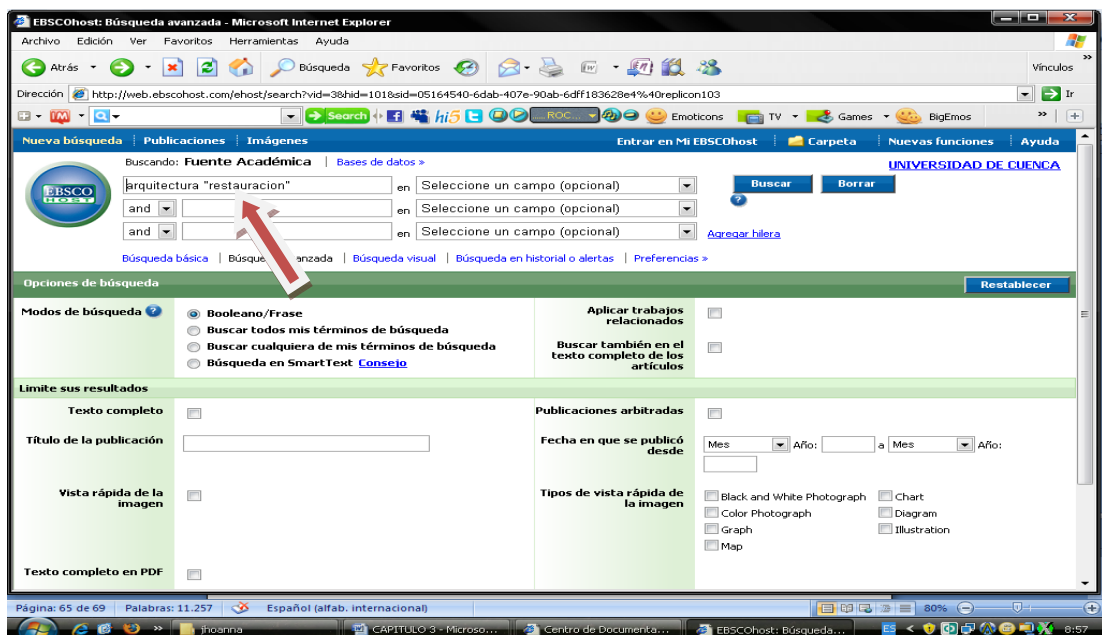 EBSCOhost: Búsqueda avanzada - Microsoft Internet Explorer
Archivo Edición Ver Favoritos Herramientas Ayuda
Atrás Búsqueda Favoritos Vínculos
Dirección http://web.ebscohost.com/ehost/search?vid=3&hid=101&sid=05164540-6dab-407e-90ab-6dff183628e4%40replicon103 Ir
Search hi5 ROC... Emoticons TV Games BigEmos
Nueva búsqueda Publicaciones Imágenes Entrar en Mi EBSCOhost Carpeta Nuevas funciones Ayuda
Buscando: Fuente Académica Bases de datos » UNIVERSIDAD DE CUENCA
EBSCO HOST
arquitectura "restauracion" en Seleccione un campo (opcional) Buscar Borrar
and en Seleccione un campo (opcional)
and en Seleccione un campo (opcional) Agregar hilera
Búsqueda básica Búsque anzada Búsqueda visual Búsqueda en historial o alertas Preferencias »
Opciones de búsqueda Restablecer
Modos de búsqueda
Booleano/Frase
Buscar todos mis términos de búsqueda
Buscar cualquiera de mis términos de búsqueda
Búsqueda en SmartText Consejo
Aplicar trabajos
relacionados
Buscar también en el
texto completo de los
artículos
Limite sus resultados
Texto completo Publicaciones arbitradas
Título de la publicación
Fecha en que se publicó
desde
Mes Año: a Mes Año:
Vista rápida de la
imagen
Tipos de vista rápida de
la imagen
Black and White Photograph Chart
Color Photograph Diagram
Graph Illustration
Map
Texto completo en PDF
Página: 65 de 69 Palabras: 11.257 Español (alfab. internacional) 80%
jhoanna CAPITULO 3 - Microso... Centro de Documenta... EBSCOhost: Búsqueda... ES 8:57